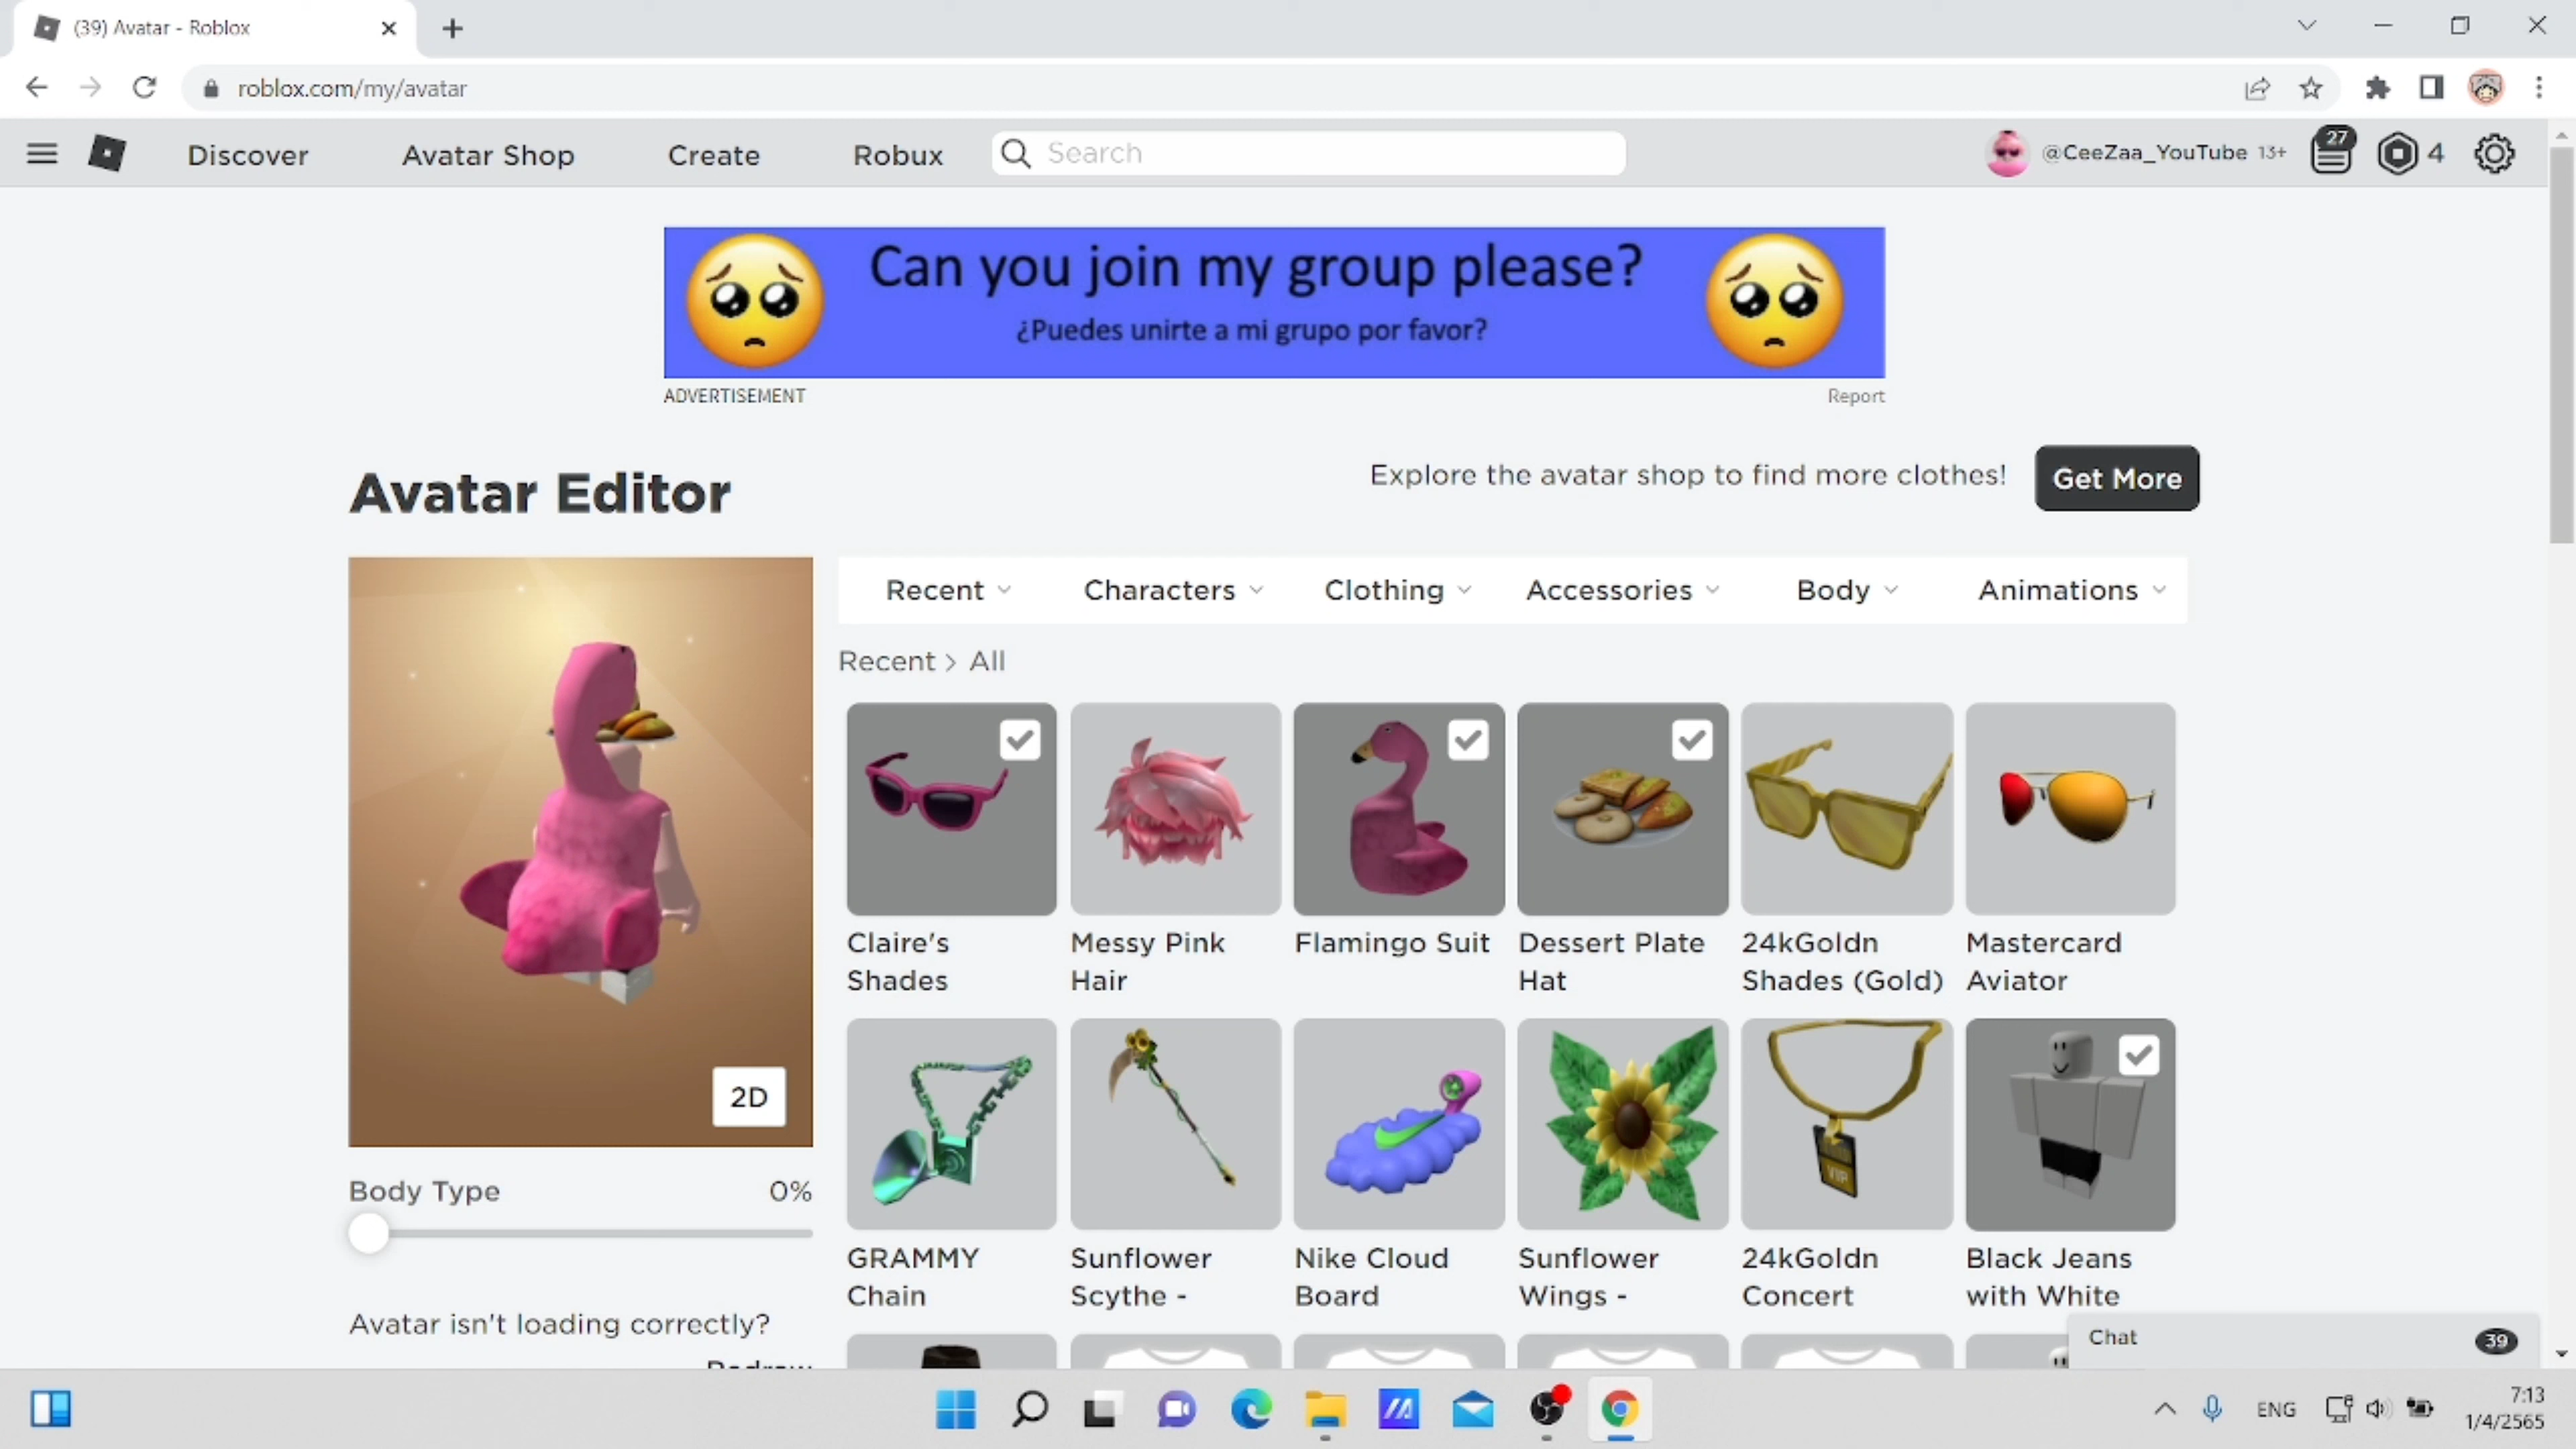 (39) Avatar - Roblox
roblox.com/my/avatar
Discover
Avatar Shop
Create
Robux
Search
@CeeZaa_YouTube 13+
27
4
Can you join my group please?
¿Puedes unirte a mi grupo por favor?
ADVERTISEMENT
Report
Avatar Editor
Explore the avatar shop to find more clothes!
Get More
Recent
Characters
Clothing
Accessories
Body
Animations
Recent > All
Claire's
Shades
Messy Pink
Hair
Flamingo Suit
Dessert Plate
Hat
24kGoldn
Shades (Gold)
Mastercard
Aviator
2D
VIP
GRAMMY
Chain
Sunflower
Scythe -
Nike Cloud
Board
Sunflower
Wings -
24kGoldn
Concert
Black Jeans
with White
Body Type
0%
Avatar isn't loading correctly?
Redraw
Chat
39
ENG
7:13
1/4/2565